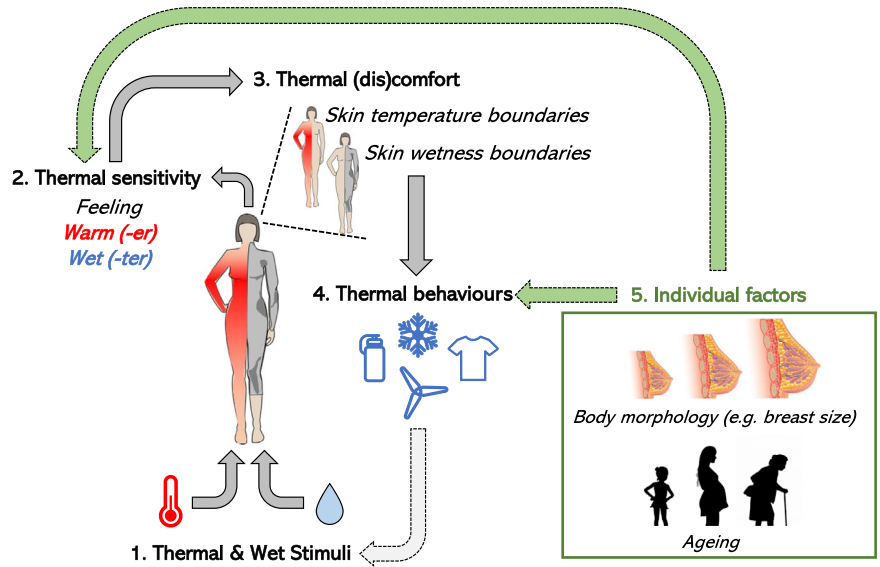 3. Thermal (dis)comfort
Skin temperature boundaries
Skin wetness boundaries
2. Thermal sensitivity
Feeling
Warm (-er)
Wet (-ter)
4. Thermal behaviours
5. Individual factors
Body morphology (e.g. breast size)
Ageing
1. Thermal & Wet Stimuli